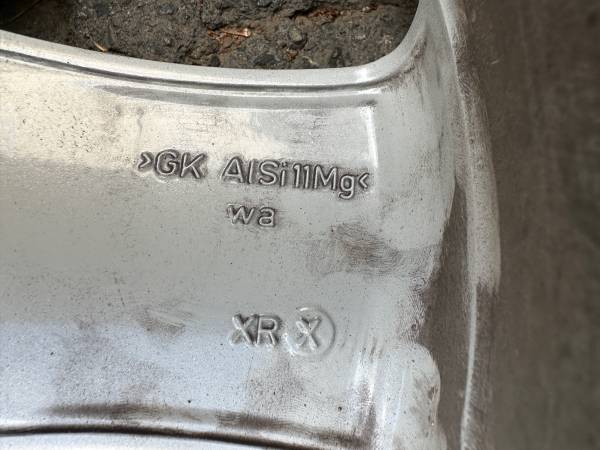 >GK AlSi11Mg<
wa
XR X